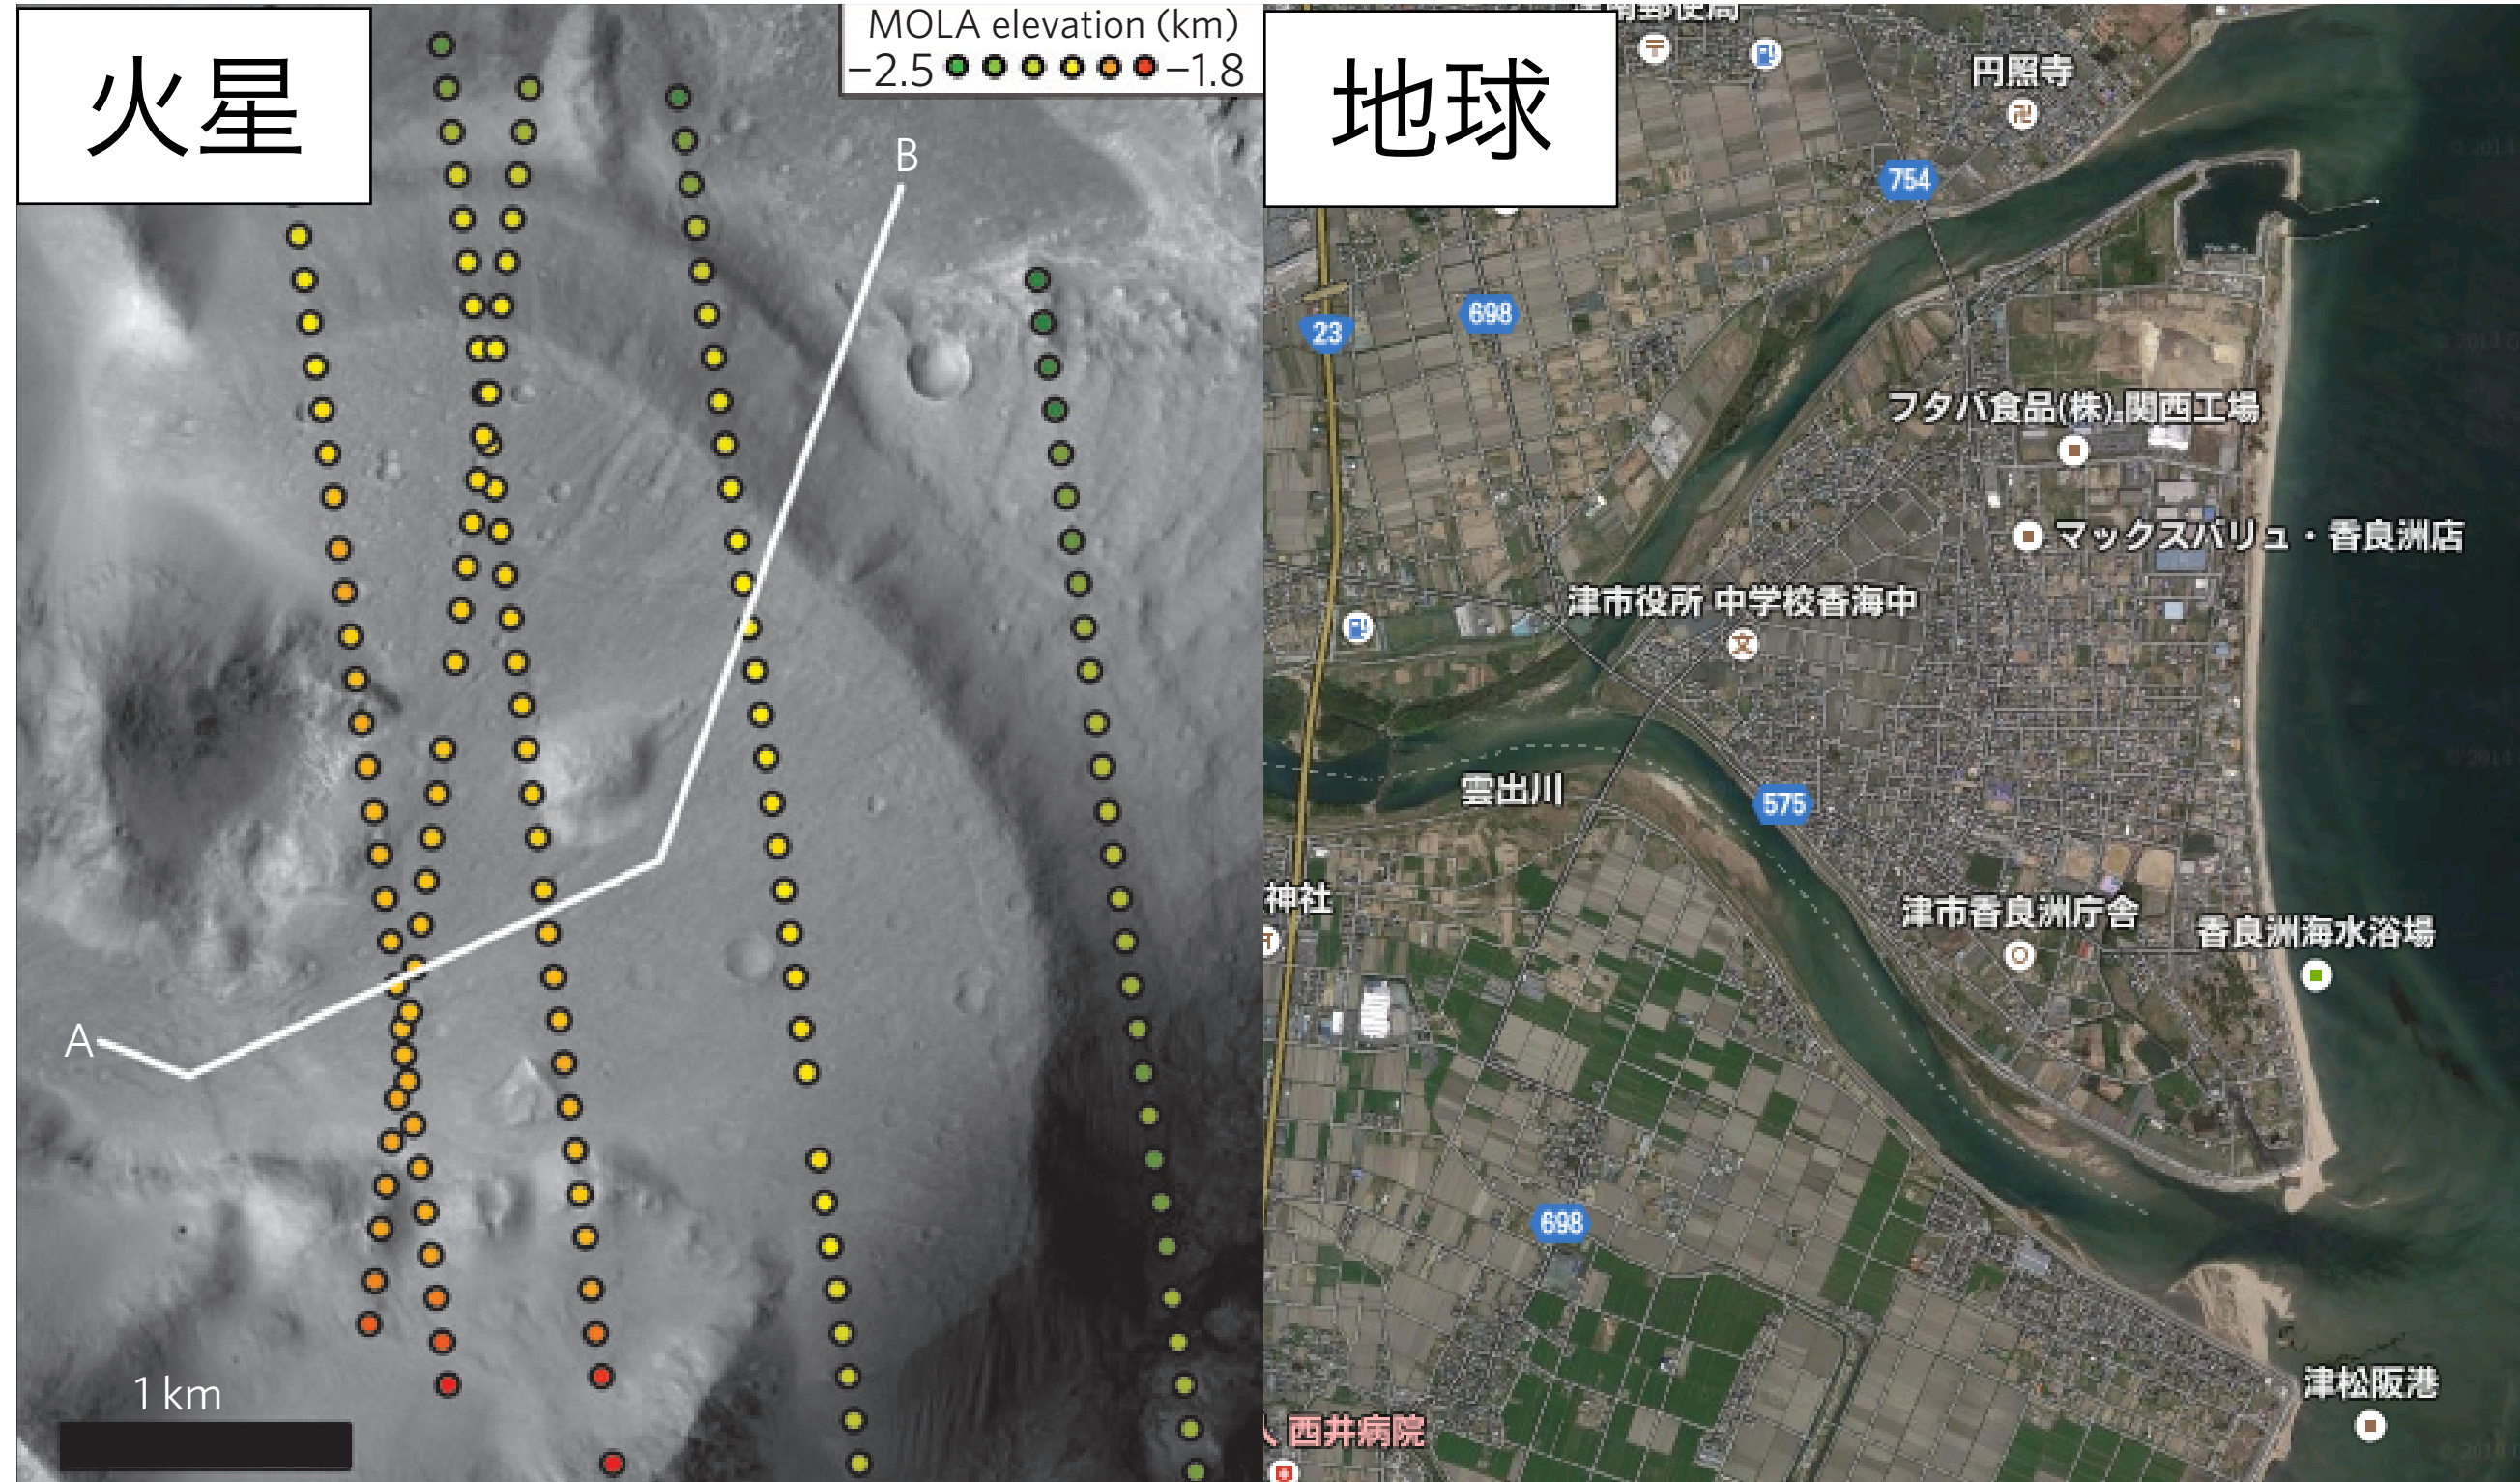 火星
MOLA elevation (km)
−2.5 −1.8
B
A
1 km
地球
円照寺
754
698
23
フタバ食品(株),関西工場
マックスバリュ・香良洲店
津市役所 中学校香海中
雲出川
575
神社
津市香良洲庁舎
香良洲海水浴場
698
津松阪港
西井病院